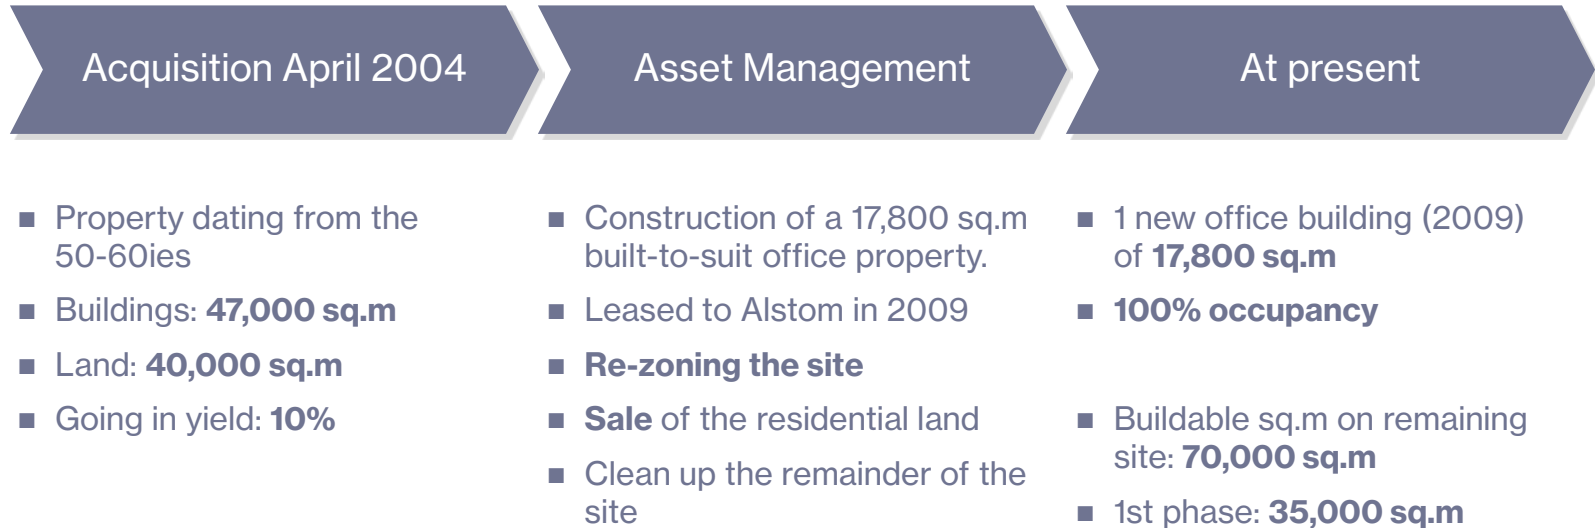 Acquisition April 2004
Asset Management
At present
■ Property dating from the
50-60ies
■ Buildings: 47,000 sq.m
■ Land: 40,000 sq.m
■ Going in yield: 10%
■ Construction of a 17,800 sq.m
built-to-suit office property.
■ Leased to Alstom in 2009
■ Re-zoning the site
■ Sale of the residential land
■ Clean up the remainder of the
site
■ 1 new office building (2009)
of 17,800 sq.m
■ 100% occupancy
■ Buildable sq.m on remaining
site: 70,000 sq.m
■ 1st phase: 35,000 sq.m